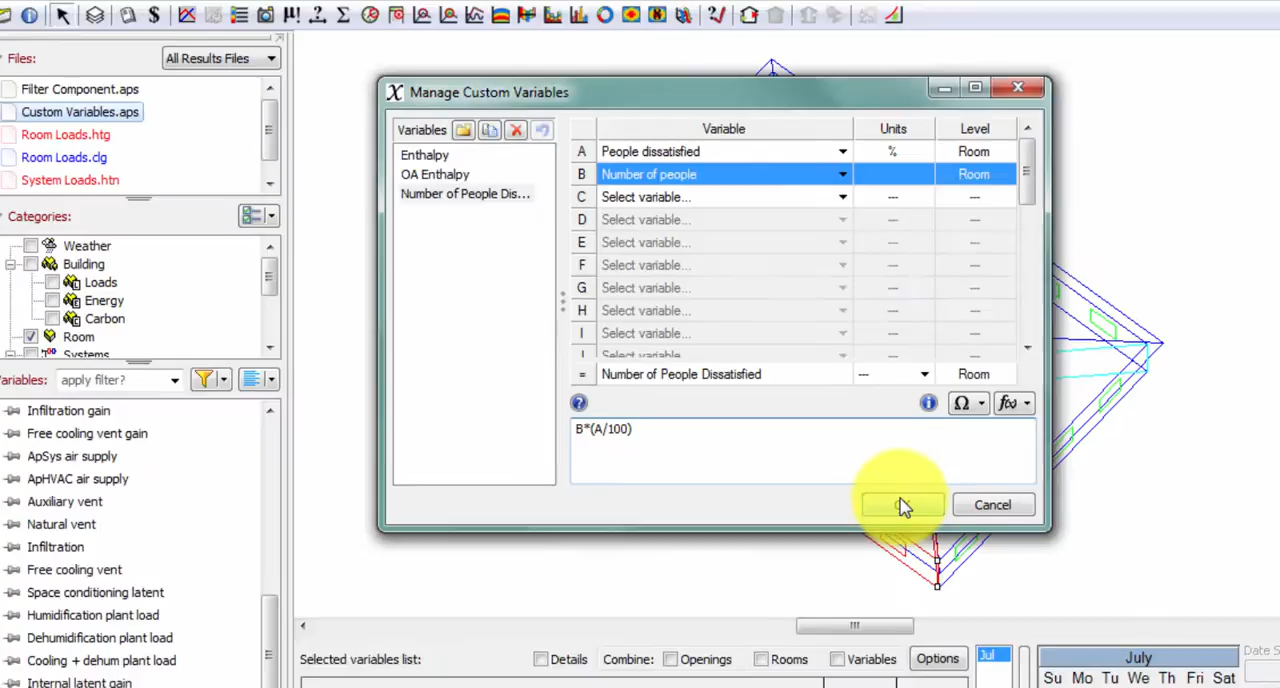 Files:
All Results Files
Filter Component.aps
Custom Variables.aps
Room Loads.htg
Room Loads.clg
System Loads.htn
Categories:
Weather
Building
Loads
Energy
Carbon
Room
Systems
Variables:
apply filter?
Infiltration gain
Free cooling vent gain
ApSys air supply
ApHVAC air supply
Auxiliary vent
Natural vent
Infiltration
Free cooling vent
Space conditioning latent
Humidification plant load
Dehumidification plant load
Cooling + dehum plant load
Internal latent gain
X Manage Custom Variables
Variables
Enthalpy
OA Enthalpy
Number of People Dis...
Variable Units Level
A People dissatisfied % Room
B Number of people Room
C Select variable... --- ---
D Select variable... --- ---
E Select variable... --- ---
F Select variable... --- ---
G Select variable... --- ---
H Select variable... --- ---
I Select variable... --- ---
Select variable... --- ---
= Number of People Dissatisfied --- Room
Ω f(x)
B*(A/100)
Cancel
Selected variables list: Details Combine: Openings Rooms Variables Options
Jul
July
Su Mo Tu We Th Fri Sat
Date S